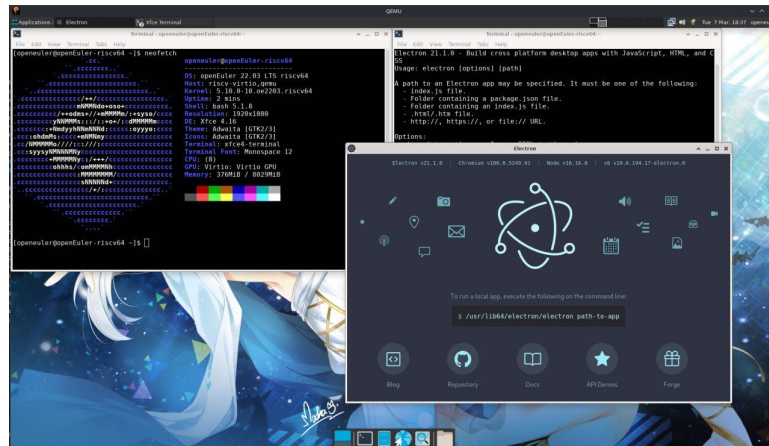 QEMU
Applications
Electron
Xfce Terminal
Tue 7 Mar, 18:37
Terminal - openeuler@openEuler-riscv64:~
File Edit View Terminal Tabs Help
[openeuler@openEuler-riscv64 ~]$ neofetch
openeuler@openEuler-riscv64
OS: openEuler 22.03 LTS riscv64
Host: riscv-virtio,qemu
Kernel: 5.10.0-10.oe2203.riscv64
Uptime: 2 mins
Shell: bash 5.1.8
Resolution: 1920x1080
DE: Xfce 4.16
Theme: Adwaita [GTK2/3]
Icons: Adwaita [GTK2/3]
Terminal: xfce4-terminal
Terminal Font: Monospace 12
CPU: (8)
GPU: Virtio: Virtio GPU
Memory: 376MiB / 8029MiB
[openeuler@openEuler-riscv64 ~]$
Terminal - openeuler@openEuler-riscv64:~
File Edit View Terminal Tabs Help
Electron 21.1.0 - Build cross platform desktop apps with JavaScript, HTML, and C
SS
Usage: electron [options] [path]
A path to an Electron app may be specified. It must be one of the following:
- index.js file.
- Folder containing a package.json file.
- Folder containing an index.js file.
- .html/.htm file.
- http://, https://, or file:// URL.
Options:
Electron
Electron v21.1.0 | Chromium v106.0.5249.91 | Node v16.16.0 | v8 v10.6.194.17-electron.0
To run a local app, execute the following on the command line:
$ /usr/lib64/electron/electron path-to-app
Blog
Repository
Docs
API Demos
Forge